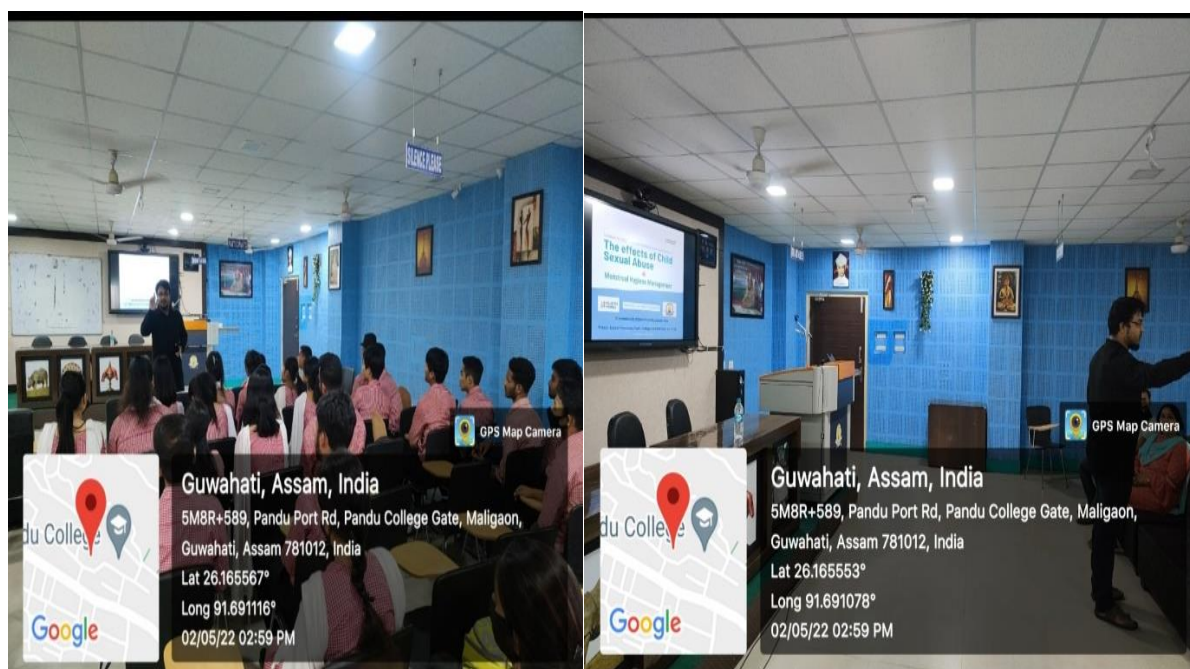 SILENCE PLEASE
GPS Map Camera
du College
Google
Guwahati, Assam, India
5M8R+589, Pandu Port Rd, Pandu College Gate, Maligaon,
Guwahati, Assam 781012, India
Lat 26.165567°
Long 91.691116°
02/05/22 02:59 PM
The effects of Child
Sexual Abuse
Menstrual Hygiene Management
GPS Map Camera
du College
Google
Guwahati, Assam, India
5M8R+589, Pandu Port Rd, Pandu College Gate, Maligaon,
Guwahati, Assam 781012, India
Lat 26.165553°
Long 91.691078°
02/05/22 02:59 PM